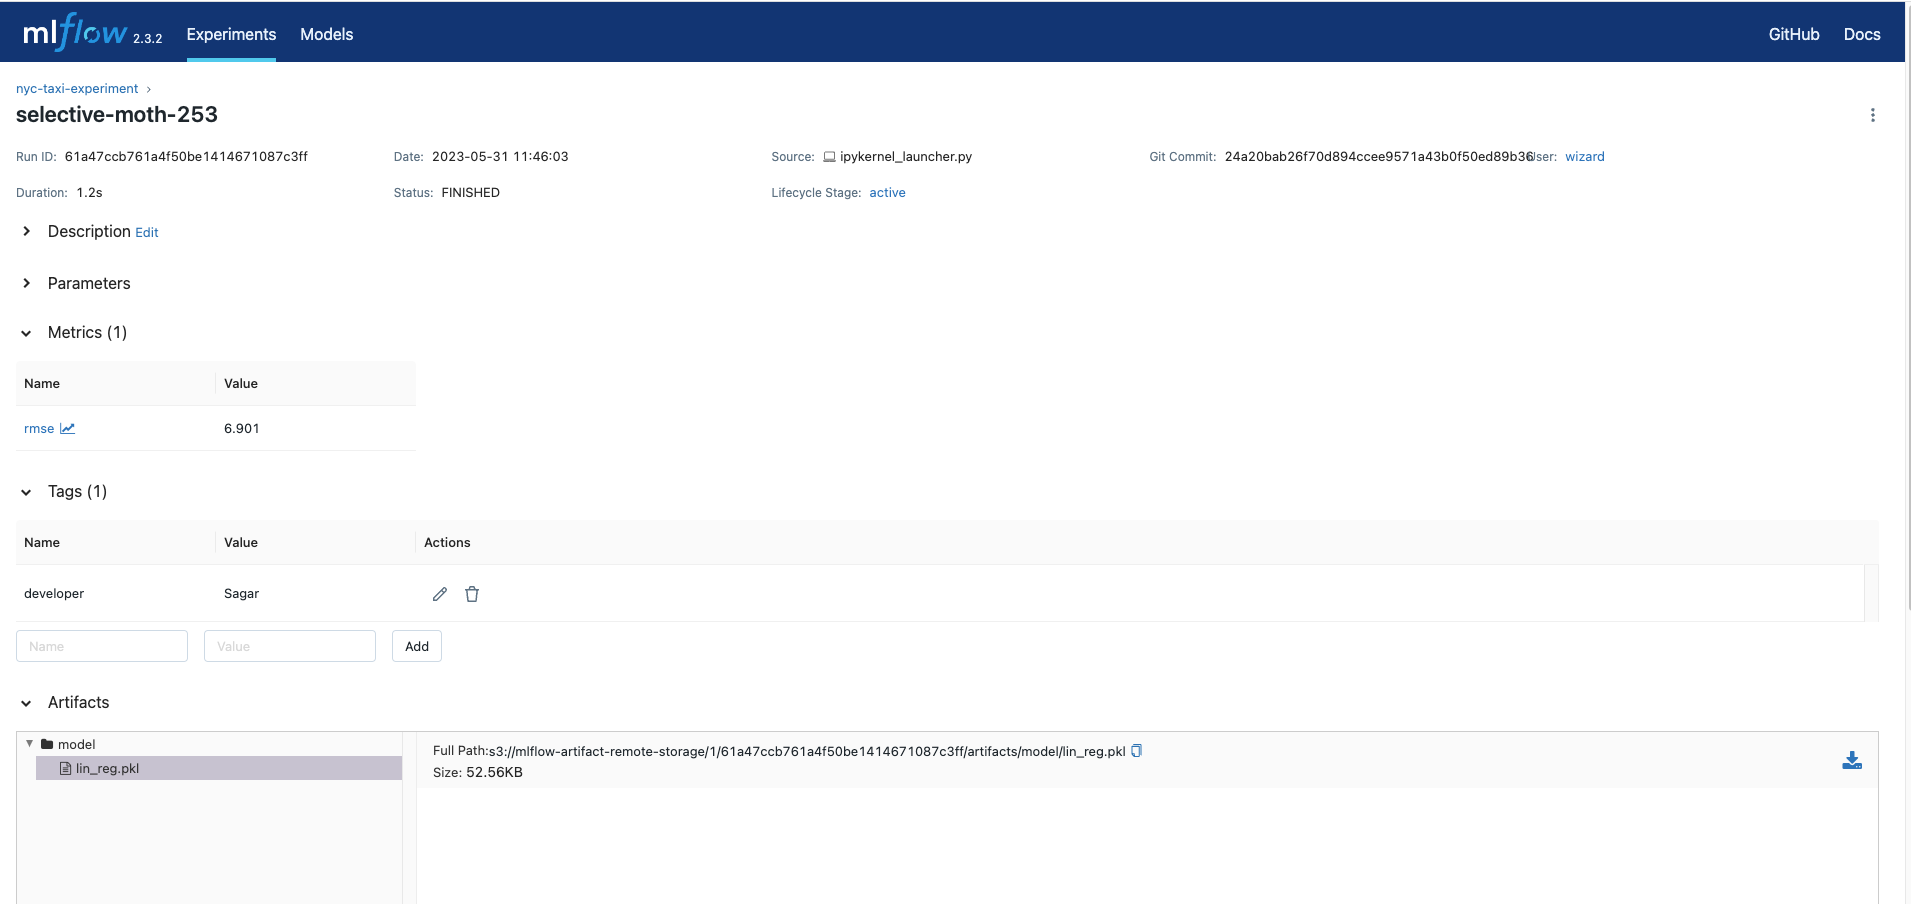 mlflow 2.3.2 Experiments Models GitHub Docs
nyc-taxi-experiment ›
selective-moth-253
Run ID: 61a47ccb761a4f50be1414671087c3ff Date: 2023-05-31 11:46:03 Source: ipykernel_launcher.py Git Commit: 24a20bab26f70d894ccee9571a43b0f50ed89b36 User: wizard
Duration: 1.2s Status: FINISHED Lifecycle Stage: active
Description Edit
Parameters
Metrics (1)
Name Value
rmse 6.901
Tags (1)
Name Value Actions
developer Sagar
Name Value Add
Artifacts
model
lin_reg.pkl
Full Path:s3://mlflow-artifact-remote-storage/1/61a47ccb761a4f50be1414671087c3ff/artifacts/model/lin_reg.pkl
Size: 52.56KB